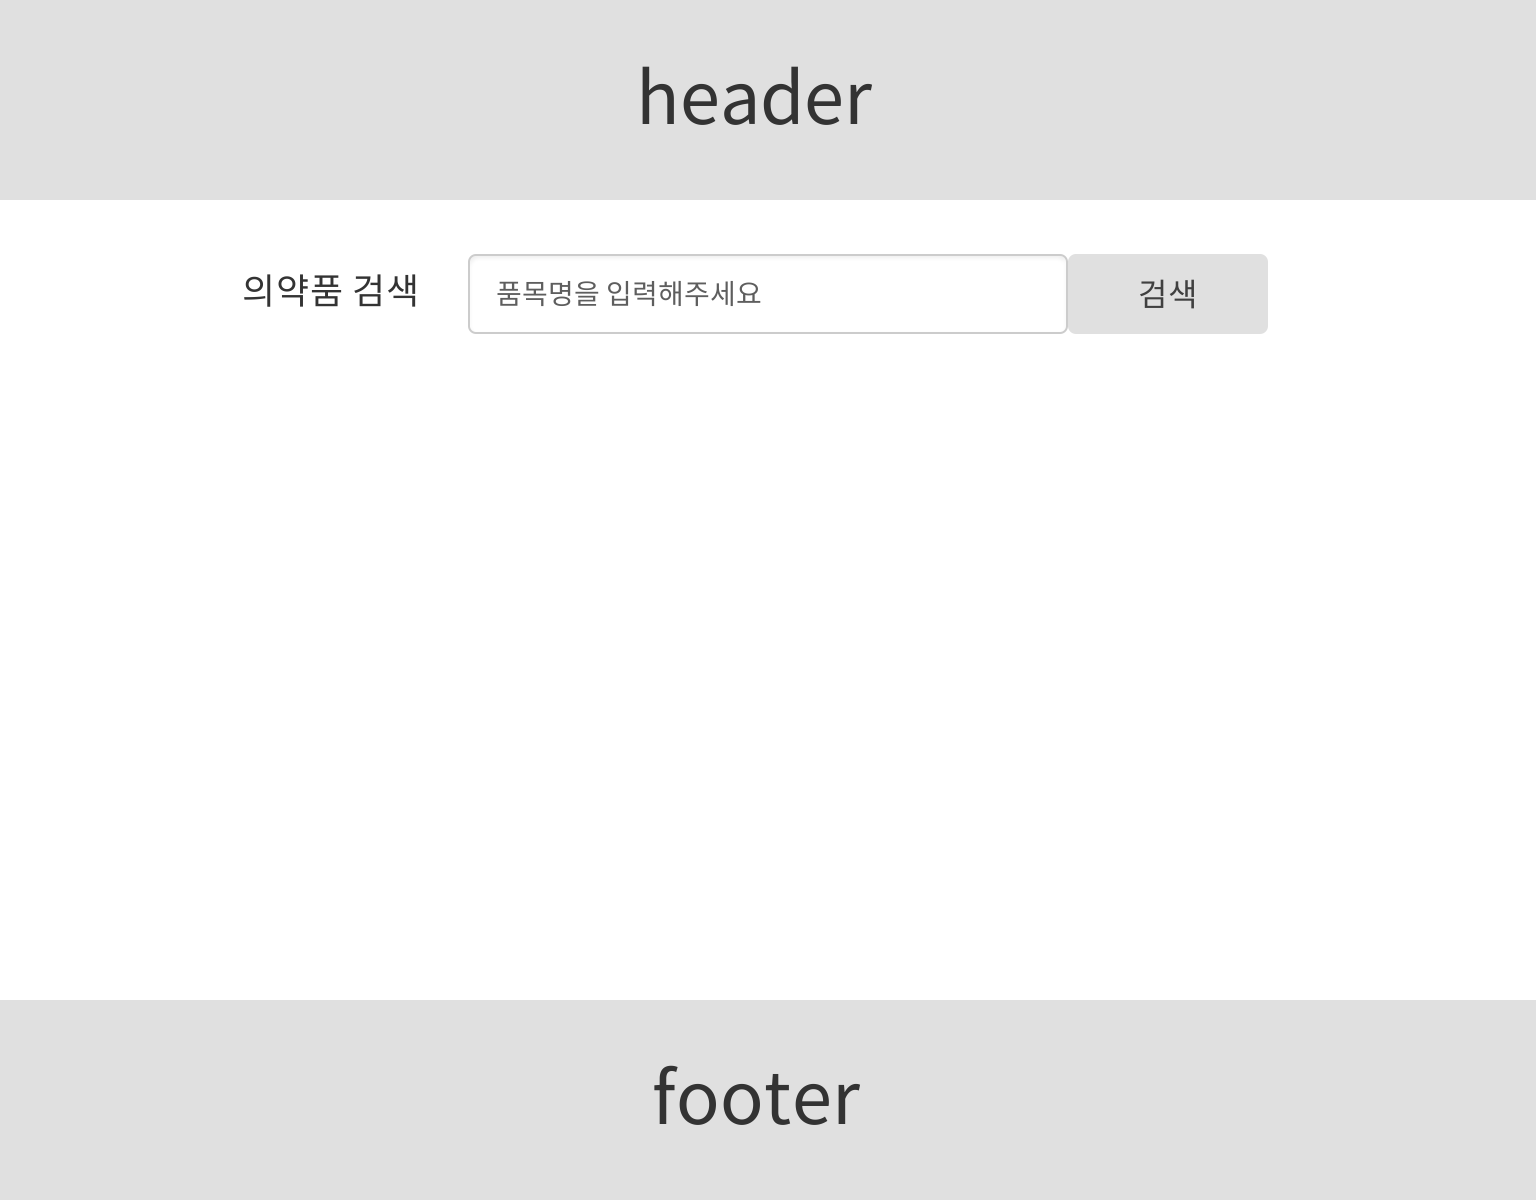 header
의약품 검색
품목명을 입력해주세요
검색
footer